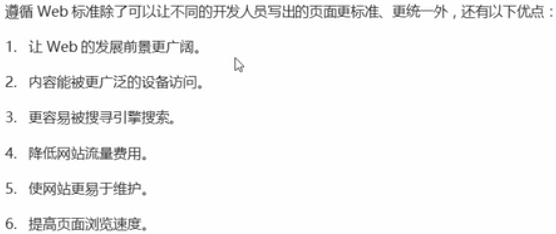 遵循 Web 标准除了可以让不同的开发人员写出的页面更标准、更统一外，还有以下优点：
1. 让 Web 的发展前景更广阔。
2. 内容能被更广泛的设备访问。
3. 更容易被搜寻引擎搜索。
4. 降低网站流量费用。
5. 使网站更易于维护。
6. 提高页面浏览速度。